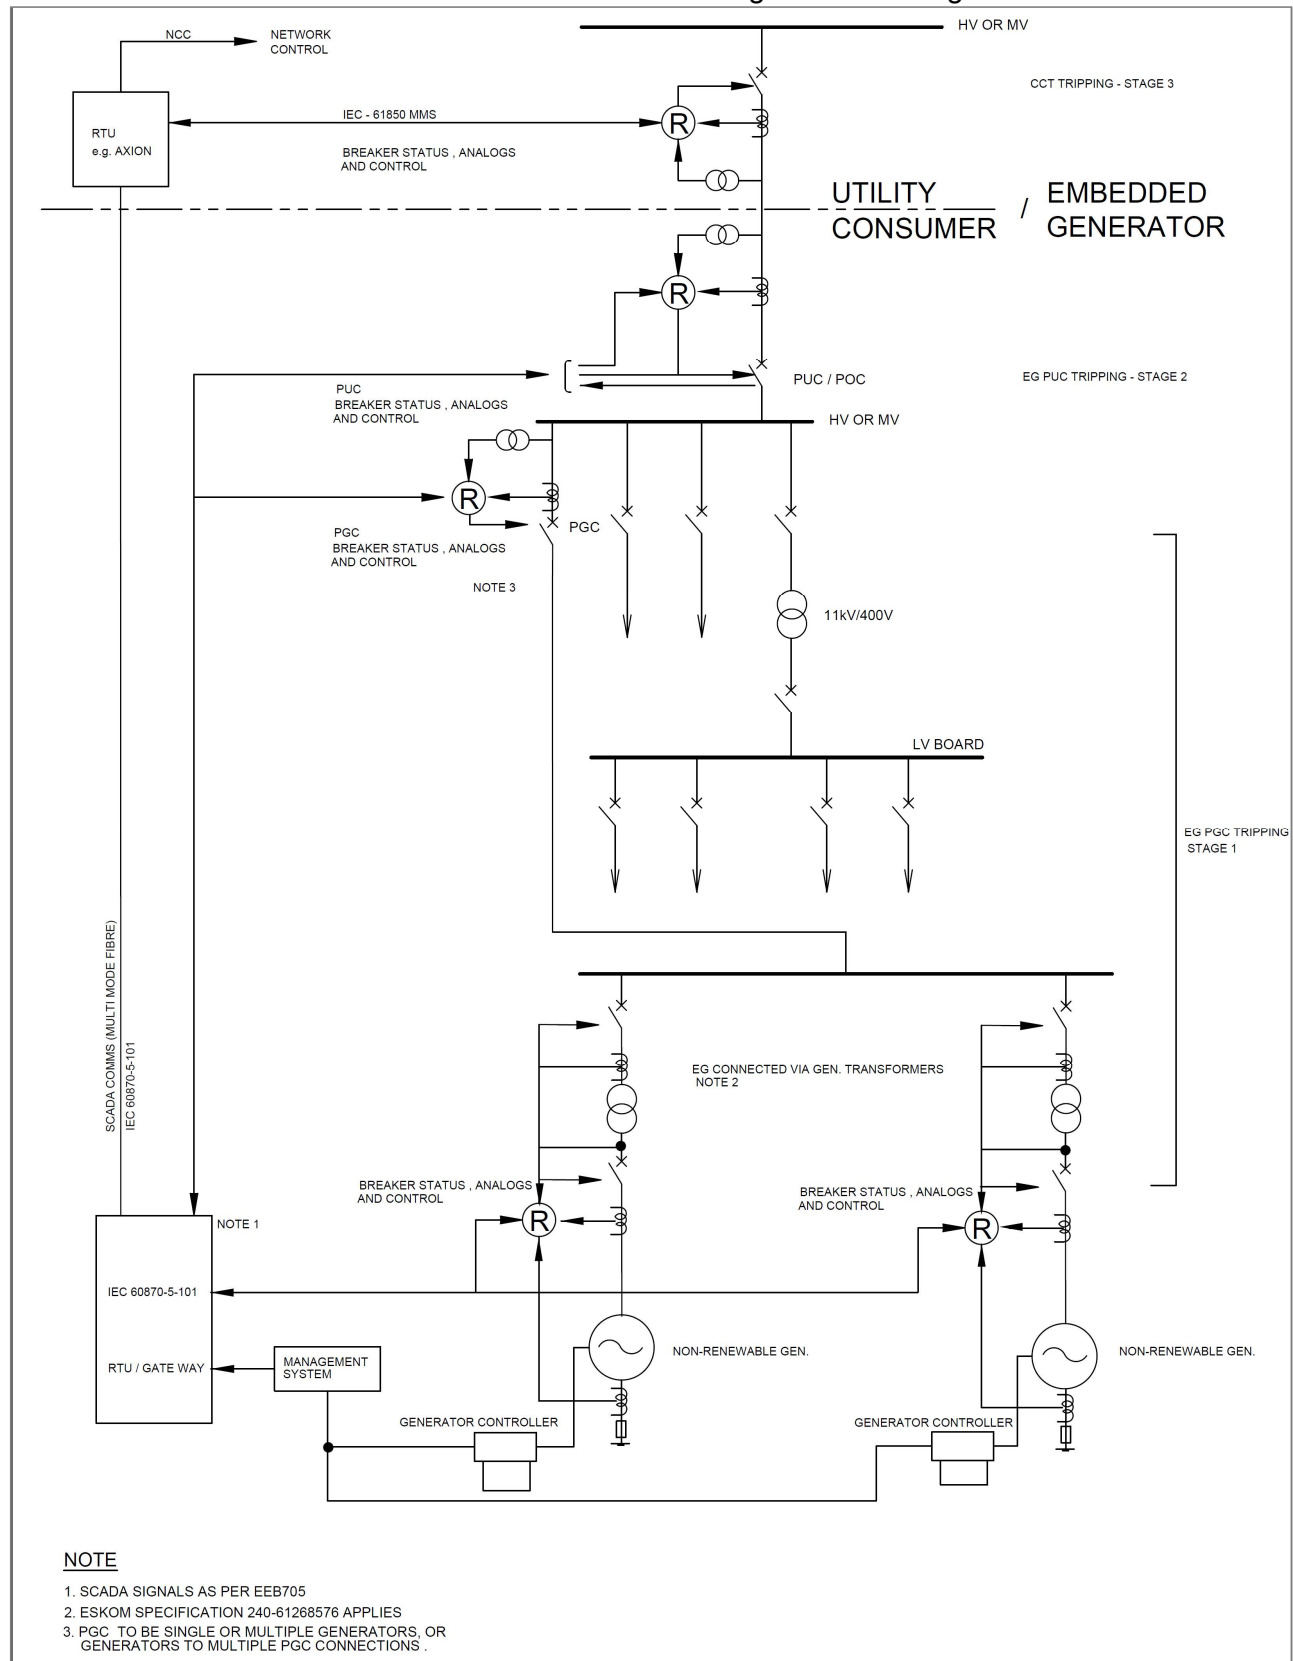 NCC
NETWORK
CONTROL
HV OR MV
CCT TRIPPING - STAGE 3
RTU
e.g. AXION
IEC - 61850 MMS
R
BREAKER STATUS , ANALOGS
AND CONTROL
UTILITY
CONSUMER / EMBEDDED
GENERATOR
R
PUC / POC
EG PUC TRIPPING - STAGE 2
PUC
BREAKER STATUS , ANALOGS
AND CONTROL
HV OR MV
R
PGC
PGC
BREAKER STATUS , ANALOGS
AND CONTROL
NOTE 3
11kV/400V
LV BOARD
EG PGC TRIPPING
STAGE 1
SCADA COMMS (MULTI MODE FIBRE)
IEC 60870-5-101
EG CONNECTED VIA GEN. TRANSFORMERS
NOTE 2
BREAKER STATUS , ANALOGS
AND CONTROL
R
BREAKER STATUS , ANALOGS
AND CONTROL
R
NOTE 1
IEC 60870-5-101
RTU / GATE WAY
MANAGEMENT
SYSTEM
NON-RENEWABLE GEN.
NON-RENEWABLE GEN.
GENERATOR CONTROLLER
GENERATOR CONTROLLER
NOTE
1. SCADA SIGNALS AS PER EEB705
2. ESKOM SPECIFICATION 240-61268576 APPLIES
3. PGC TO BE SINGLE OR MULTIPLE GENERATORS, OR
GENERATORS TO MULTIPLE PGC CONNECTIONS .